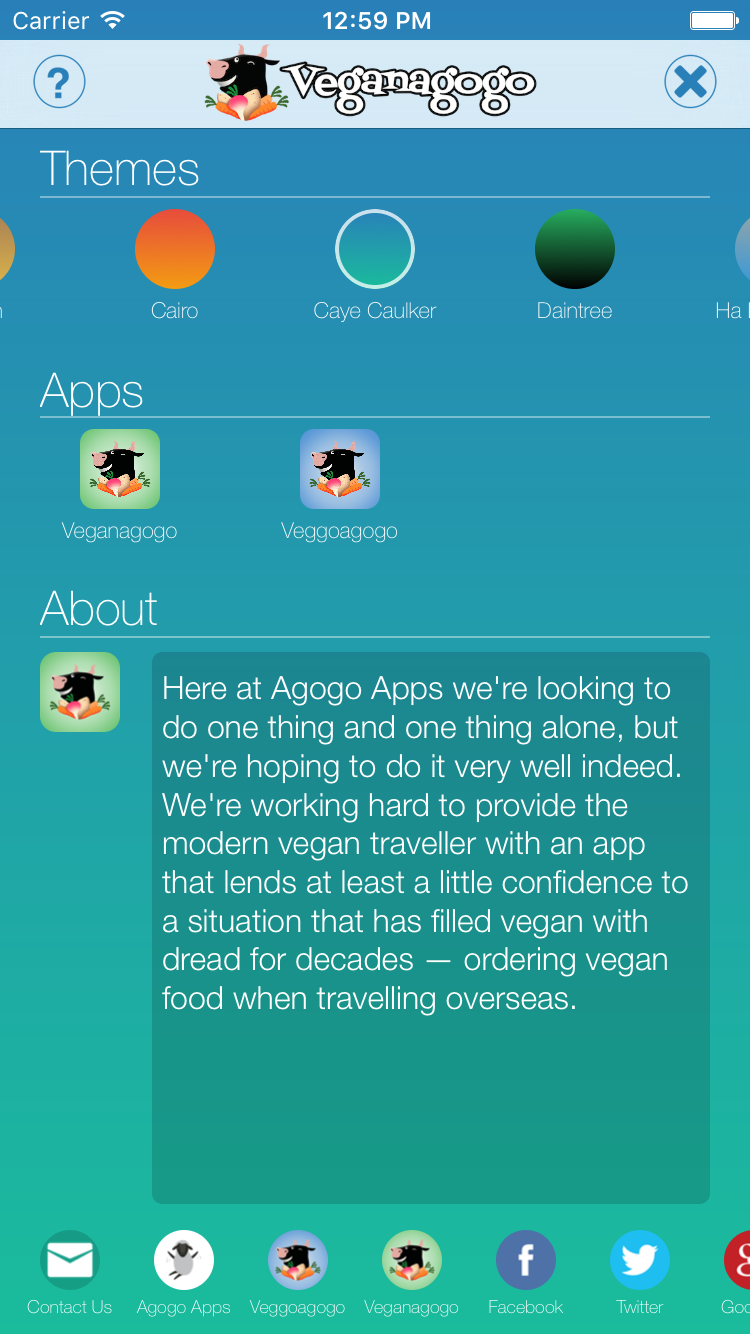 Carrier 12:59 PM
? Veganagogo
Themes
Cairo Caye Caulker Daintree Ha
Apps
Veganagogo Veggoagogo
About
Here at Agogo Apps we're looking to
do one thing and one thing alone, but
we're hoping to do it very well indeed.
We're working hard to provide the
modern vegan traveller with an app
that lends at least a little confidence to
a situation that has filled vegan with
dread for decades — ordering vegan
food when travelling overseas.
Contact Us Agogo Apps Veggoagogo Veganagogo Facebook Twitter Goo